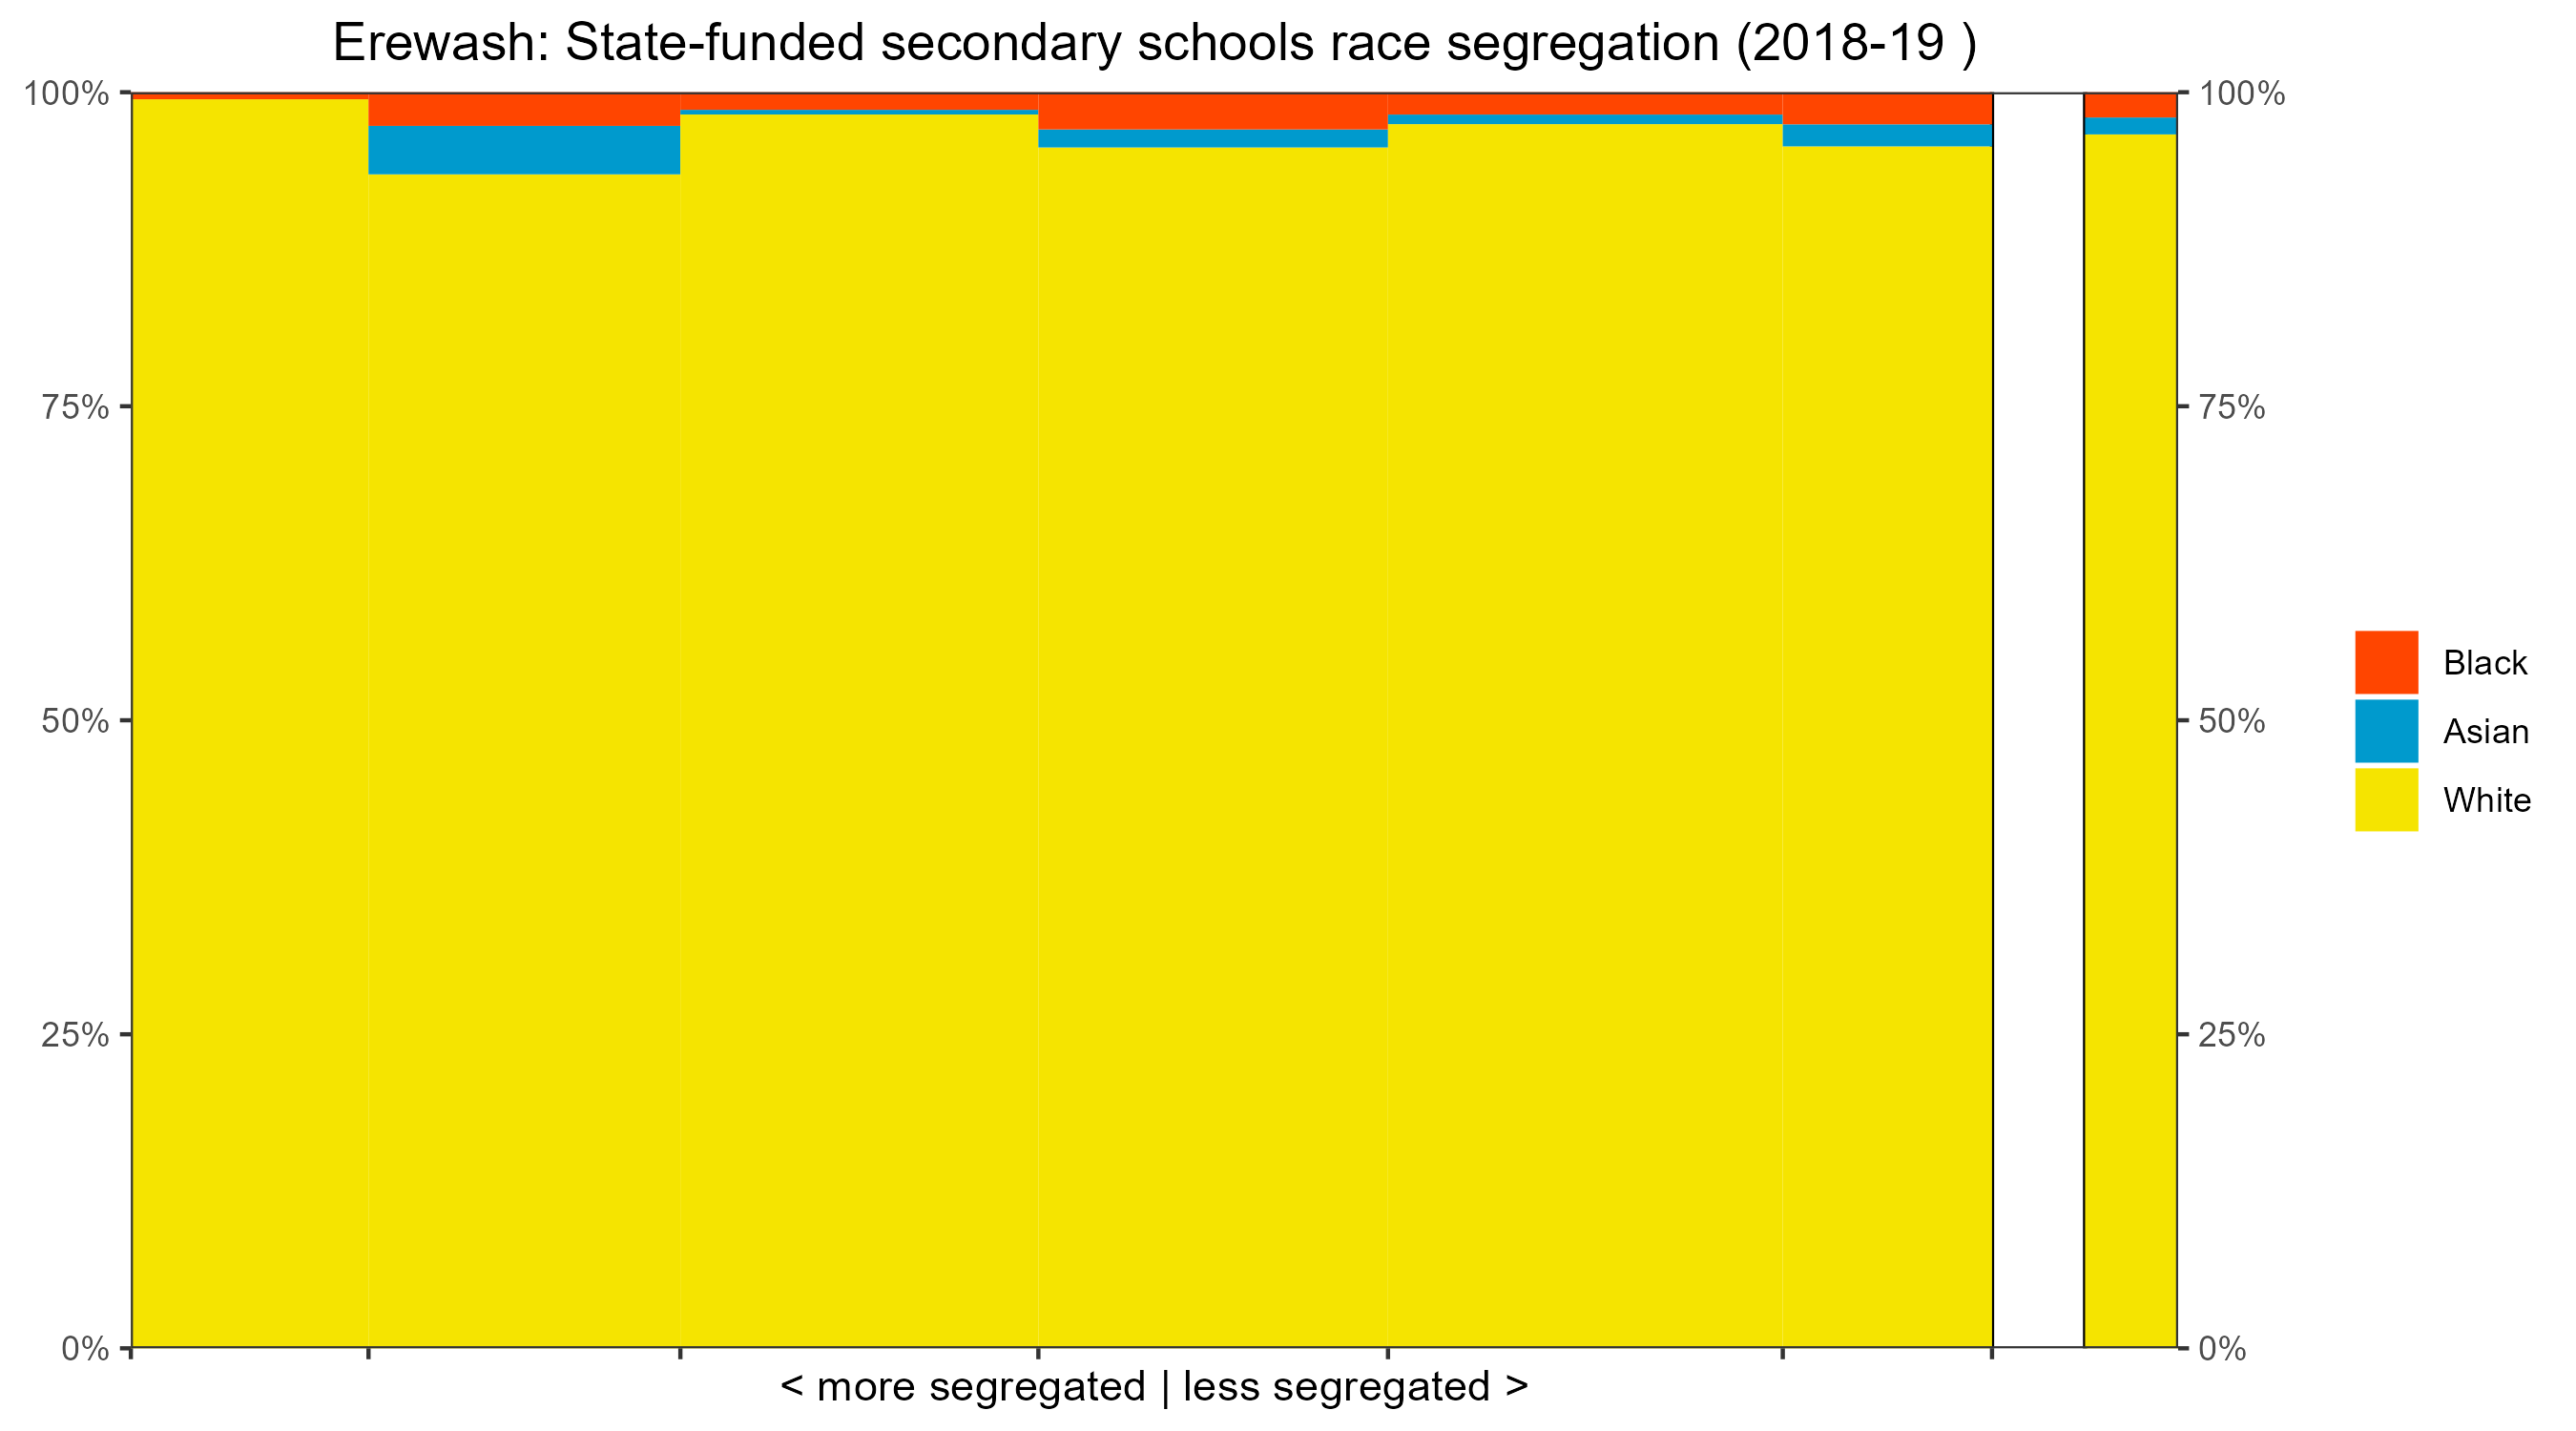 Erewash: State-funded secondary schools race segregation (2018-19 )
100%
75%
50%
25%
0%
100%
75%
50%
25%
0%
< more segregated | less segregated >
Black
Asian
White